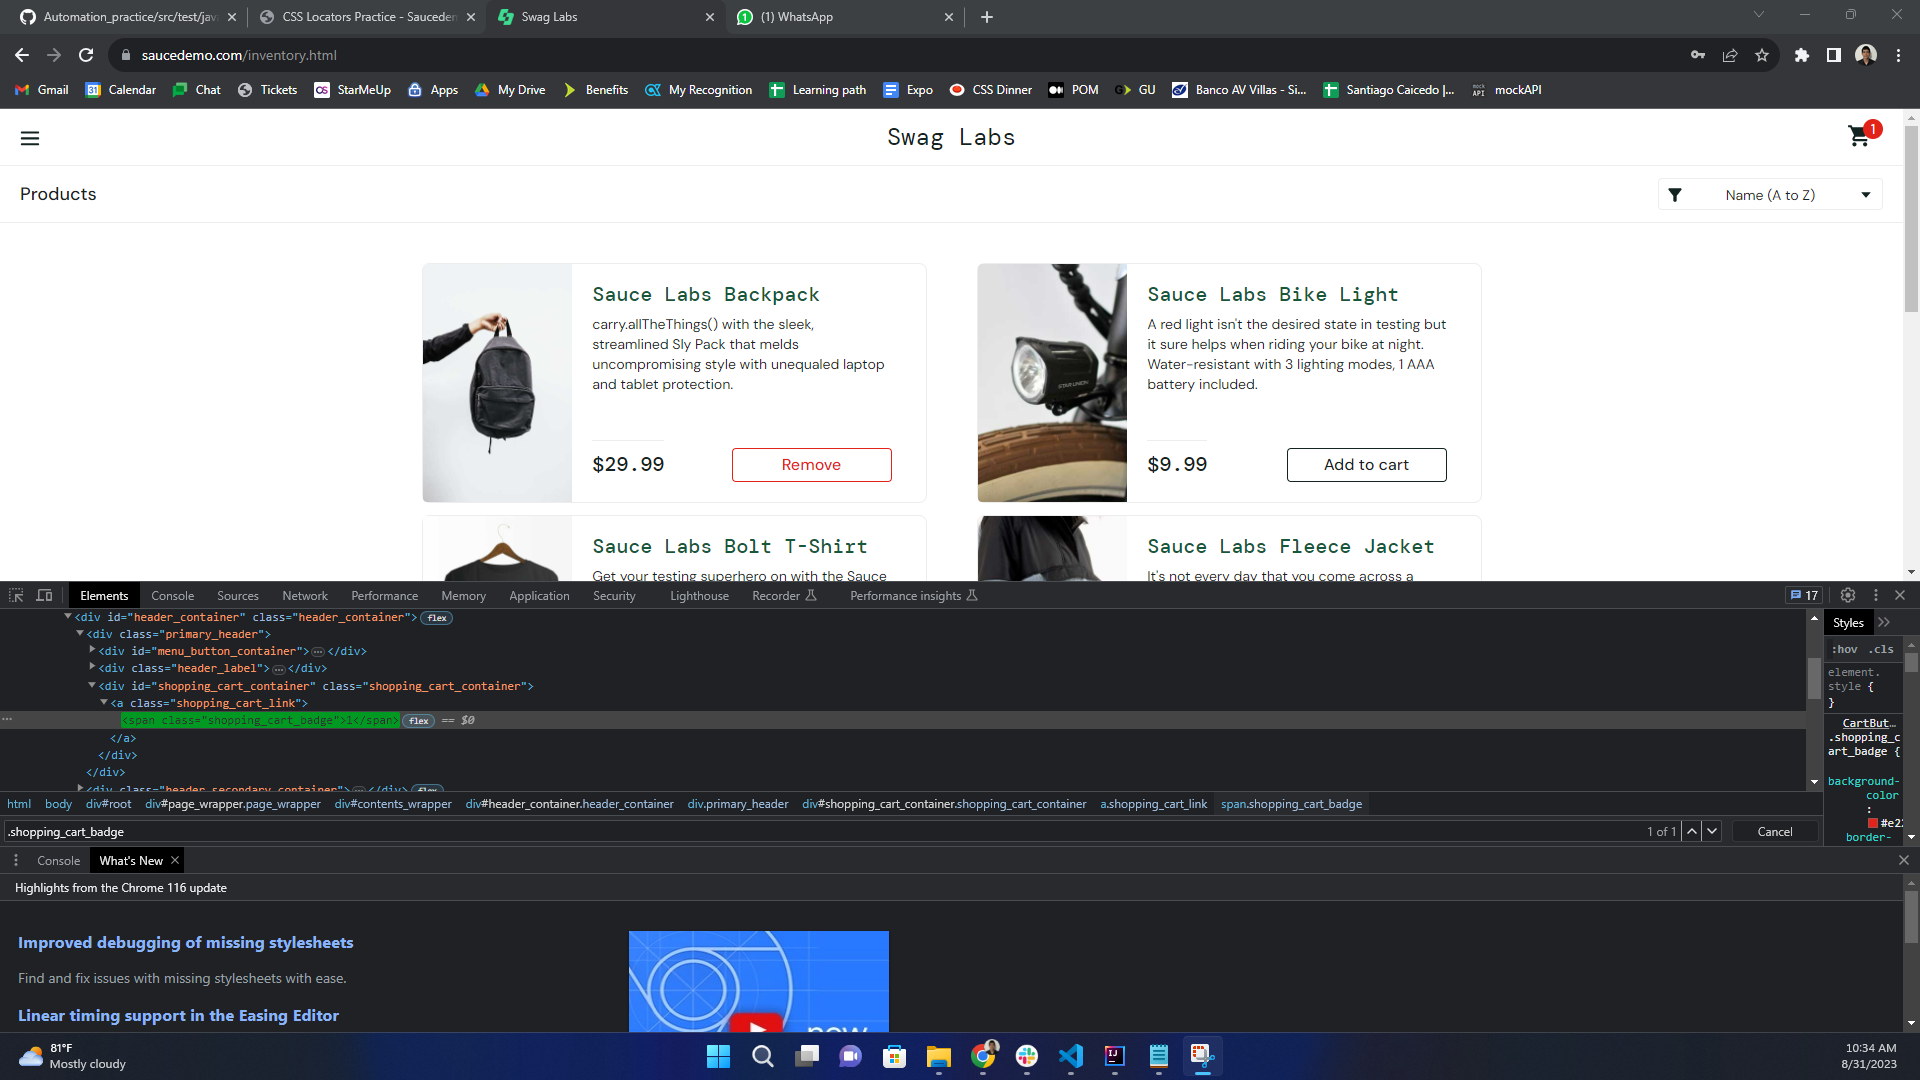 Automation_practice/src/test/java
CSS Locators Practice - Saucedem
Swag Labs
(1) WhatsApp
saucedemo.com/inventory.html
Gmail
Calendar
Chat
Tickets
StarMeUp
Apps
My Drive
Benefits
My Recognition
Learning path
Expo
CSS Dinner
POM
GU
Banco AV Villas - Si...
Santiago Caicedo |...
mockAPI
Swag Labs
1
Products
Name (A to Z)
Sauce Labs Backpack
carry.allTheThings() with the sleek,
streamlined Sly Pack that melds
uncompromising style with unequaled laptop
and tablet protection.
$29.99
Remove
Sauce Labs Bike Light
A red light isn't the desired state in testing but
it sure helps when riding your bike at night.
Water-resistant with 3 lighting modes, 1 AAA
battery included.
$9.99
Add to cart
Sauce Labs Bolt T-Shirt
Get your testing superhero on with the Sauce
Sauce Labs Fleece Jacket
It's not every day that you come across a
Elements
Console
Sources
Network
Performance
Memory
Application
Security
Lighthouse
Recorder
Performance insights
17
<div id="header_container" class="header_container"> flex
<div class="primary_header">
<div id="menu_button_container">…</div>
<div class="header_label">…</div>
<div id="shopping_cart_container" class="shopping_cart_container">
<a class="shopping_cart_link">
<span class="shopping_cart_badge">1</span> flex == $0
</a>
</div>
</div>
<div class="header_secondary_container">…</div> flex
Styles
:hov .cls
element.
style {
}
CartBut…
.shopping_c
art_badge {
background-
color
:
#e22
border-
html
body
div#root
div#page_wrapper.page_wrapper
div#contents_wrapper
div#header_container.header_container
div.primary_header
div#shopping_cart_container.shopping_cart_container
a.shopping_cart_link
span.shopping_cart_badge
.shopping_cart_badge
1 of 1
Cancel
Console
What's New
Highlights from the Chrome 116 update
Improved debugging of missing stylesheets
Find and fix issues with missing stylesheets with ease.
Linear timing support in the Easing Editor
new
81°F
Mostly cloudy
10:34 AM
8/31/2023